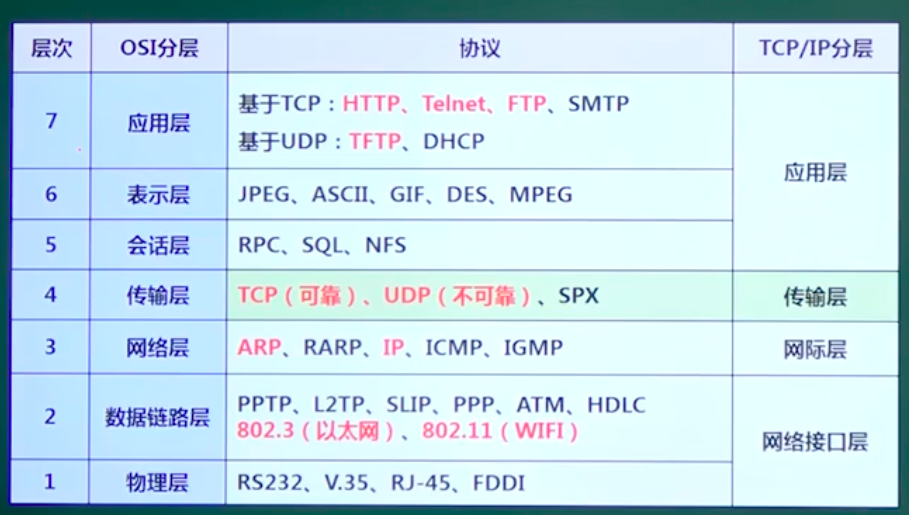 层次 OSI分层 协议 TCP/IP分层
7 应用层 基于TCP：HTTP、Telnet、FTP、SMTP
基于UDP：TFTP、DHCP
应用层
6 表示层 JPEG、ASCII、GIF、DES、MPEG
5 会话层 RPC、SQL、NFS
4 传输层 TCP（可靠）、UDP（不可靠）、SPX 传输层
3 网络层 ARP、RARP、IP、ICMP、IGMP 网际层
2 数据链路层 PPTP、L2TP、SLIP、PPP、ATM、HDLC
802.3（以太网）、802.11（WIFI）
网络接口层
1 物理层 RS232、V.35、RJ-45、FDDI